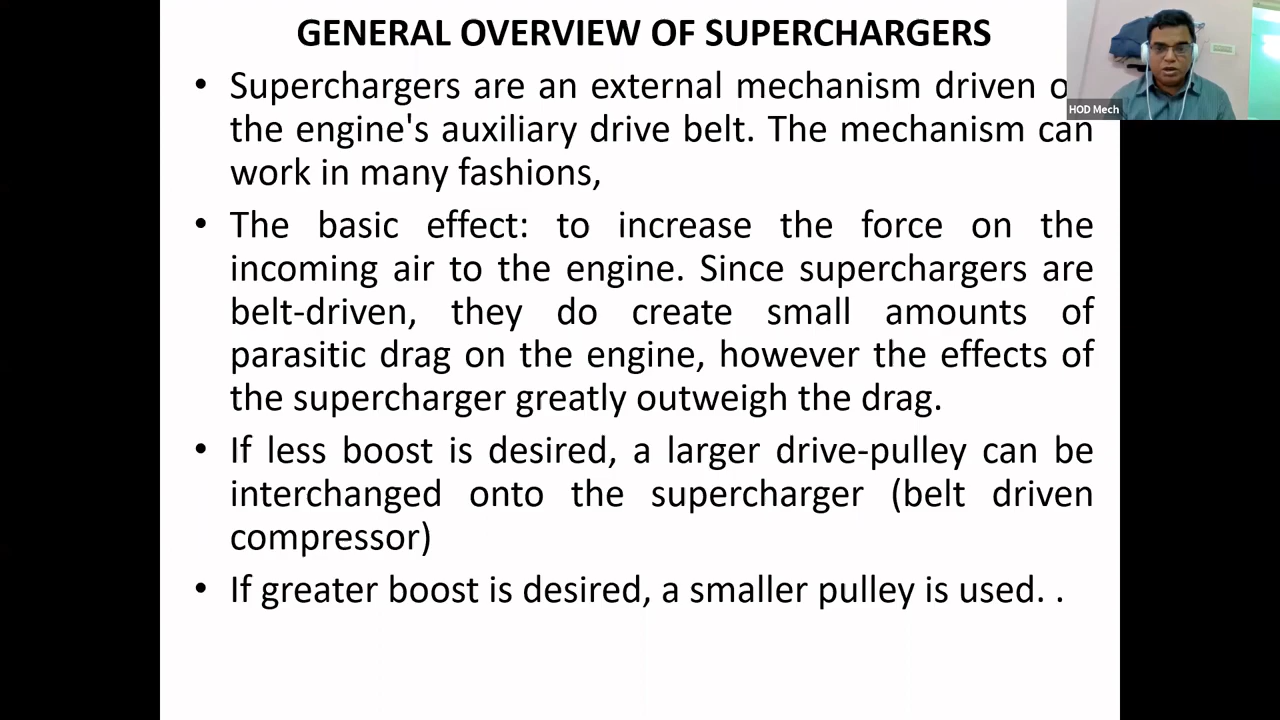 GENERAL OVERVIEW OF SUPERCHARGERS
• Superchargers are an external mechanism driven
the engine's auxiliary drive belt. The mechanism can
work in many fashions,
• The basic effect: to increase the force on the
incoming air to the engine. Since superchargers are
belt-driven, they do create small amounts of
parasitic drag on the engine, however the effects of
the supercharger greatly outweigh the drag.
• If less boost is desired, a larger drive-pulley can be
interchanged onto the supercharger (belt driven
compressor)
• If greater boost is desired, a smaller pulley is used. .
HOD Mech